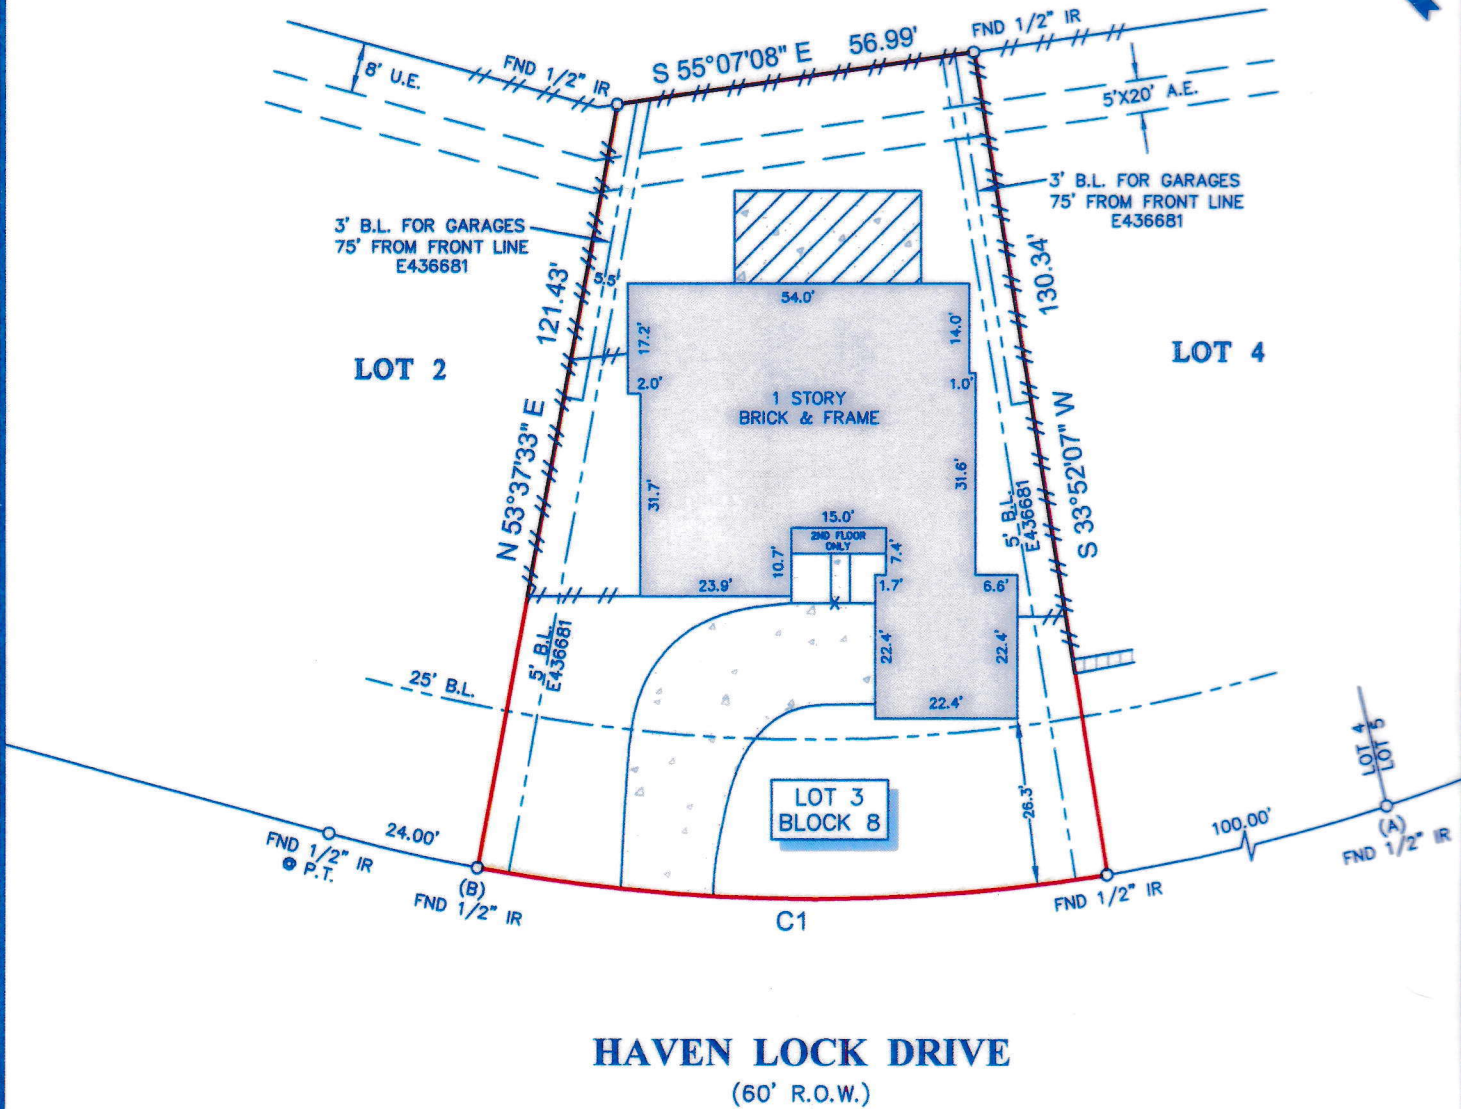 FND 1/2" IR
S 55°07'08" E 56.99'
FND 1/2" IR
8' U.E.
5'X20' A.E.
3' B.L. FOR GARAGES
75' FROM FRONT LINE
E436681
3' B.L. FOR GARAGES
75' FROM FRONT LINE
E436681
5.5'
121.43'
130.34'
54.0'
17.2'
14.0'
LOT 2
LOT 4
2.0'
1.0'
1 STORY
BRICK & FRAME
N 53°37'33" E
S 33°52'07" W
31.7'
31.6'
5' B.L.
E436681
15.0'
2ND FLOOR
ONLY
10.7'
7.4'
23.9'
1.7'
6.6'
5' B.L.
E436681
22.4'
22.4'
25' B.L.
22.4'
LOT 4
LOT 5
26.3'
LOT 3
BLOCK 8
24.00'
100.00'
FND 1/2" IR
P.T.
(A)
FND 1/2" IR
(B)
FND 1/2" IR
FND 1/2" IR
C1
HAVEN LOCK DRIVE
(60' R.O.W.)